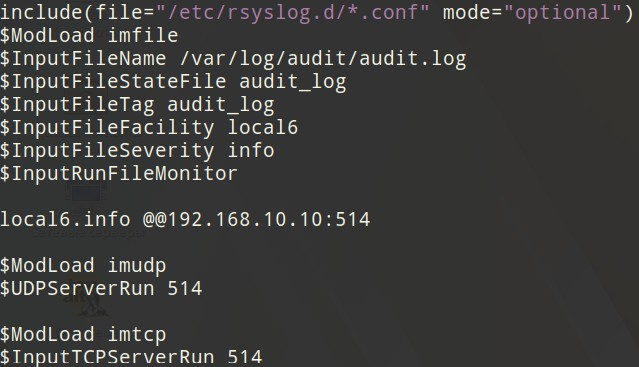 include(file="/etc/rsyslog.d/*.conf" mode="optional")
$ModLoad imfile
$InputFileName /var/log/audit/audit.log
$InputFileStateFile audit_log
$InputFileTag audit_log
$InputFileFacility local6
$InputFileSeverity info
$InputRunFileMonitor
local6.info @@192.168.10.10:514
$ModLoad imudp
$UDPServerRun 514
$ModLoad imtcp
$InputTCPServerRun 514